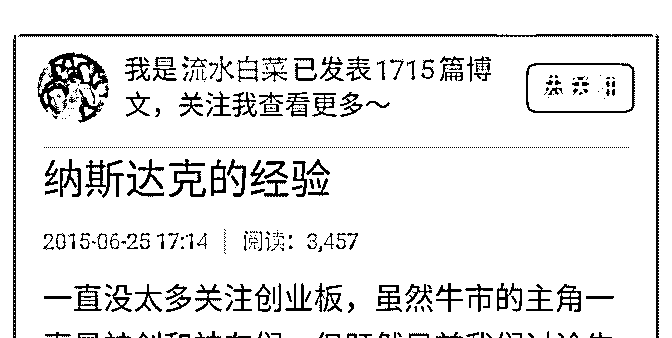 我是流水白菜已发表1715篇博
文，关注我查看更多～
纳斯达克的经验
2015-06-25 17:14 | 阅读：3,457
一直没太多关注创业板，虽然牛市的主角一